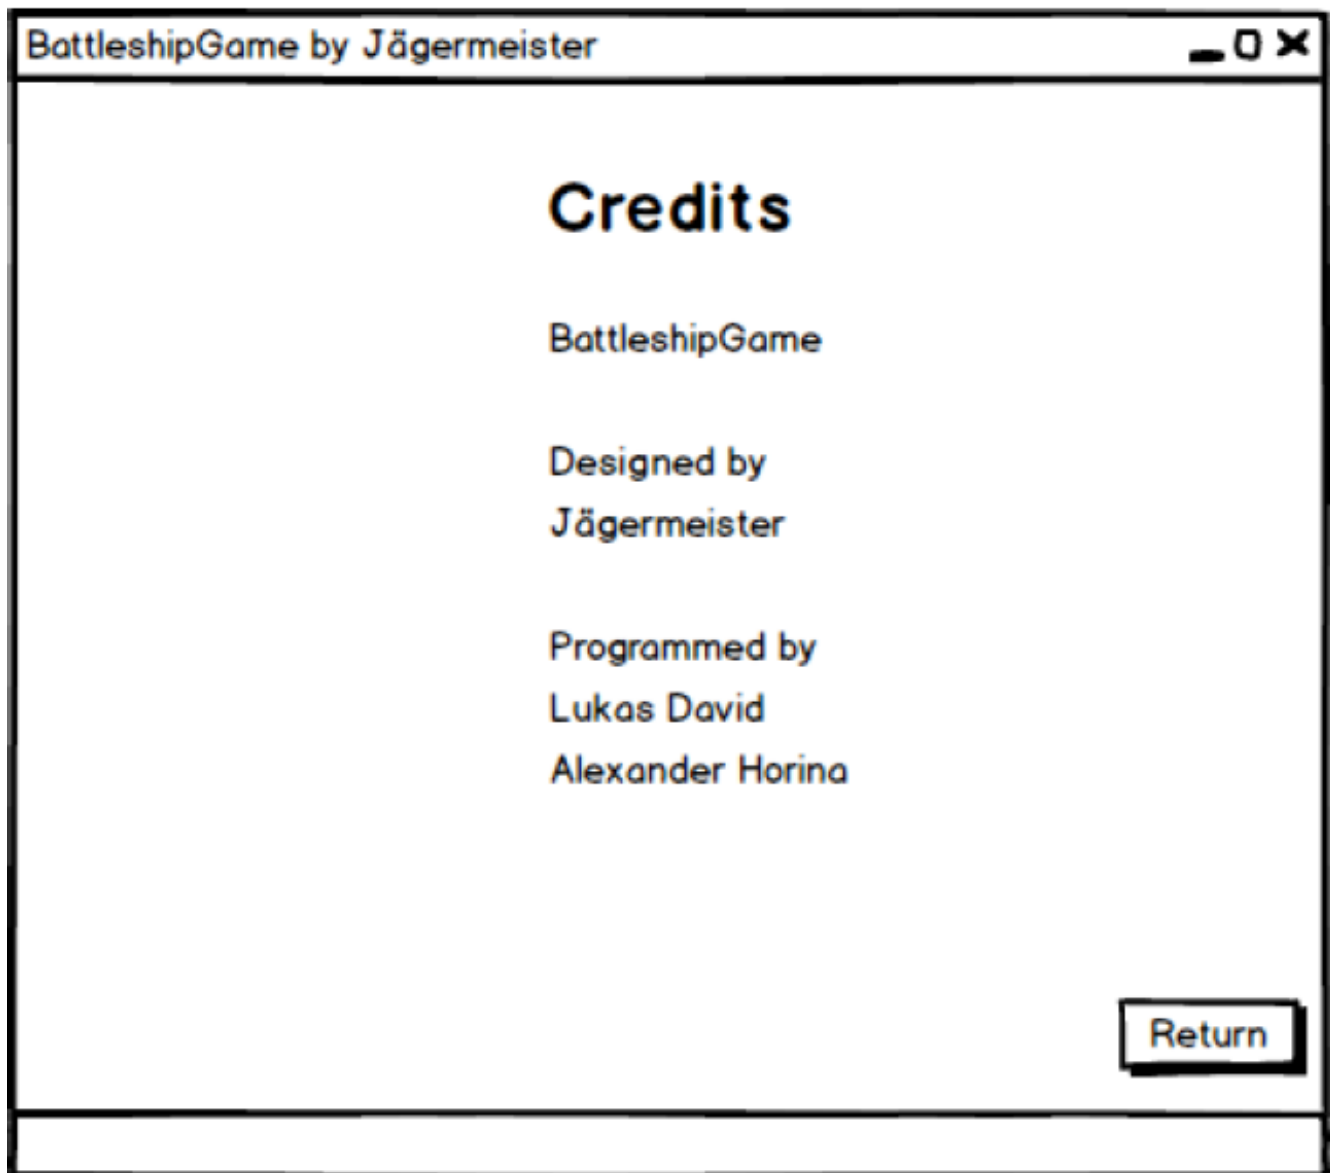 BattleshipGame by Jägermeister
Credits
BattleshipGame
Designed by
Jägermeister
Programmed by
Lukas David
Alexander Horina
Return